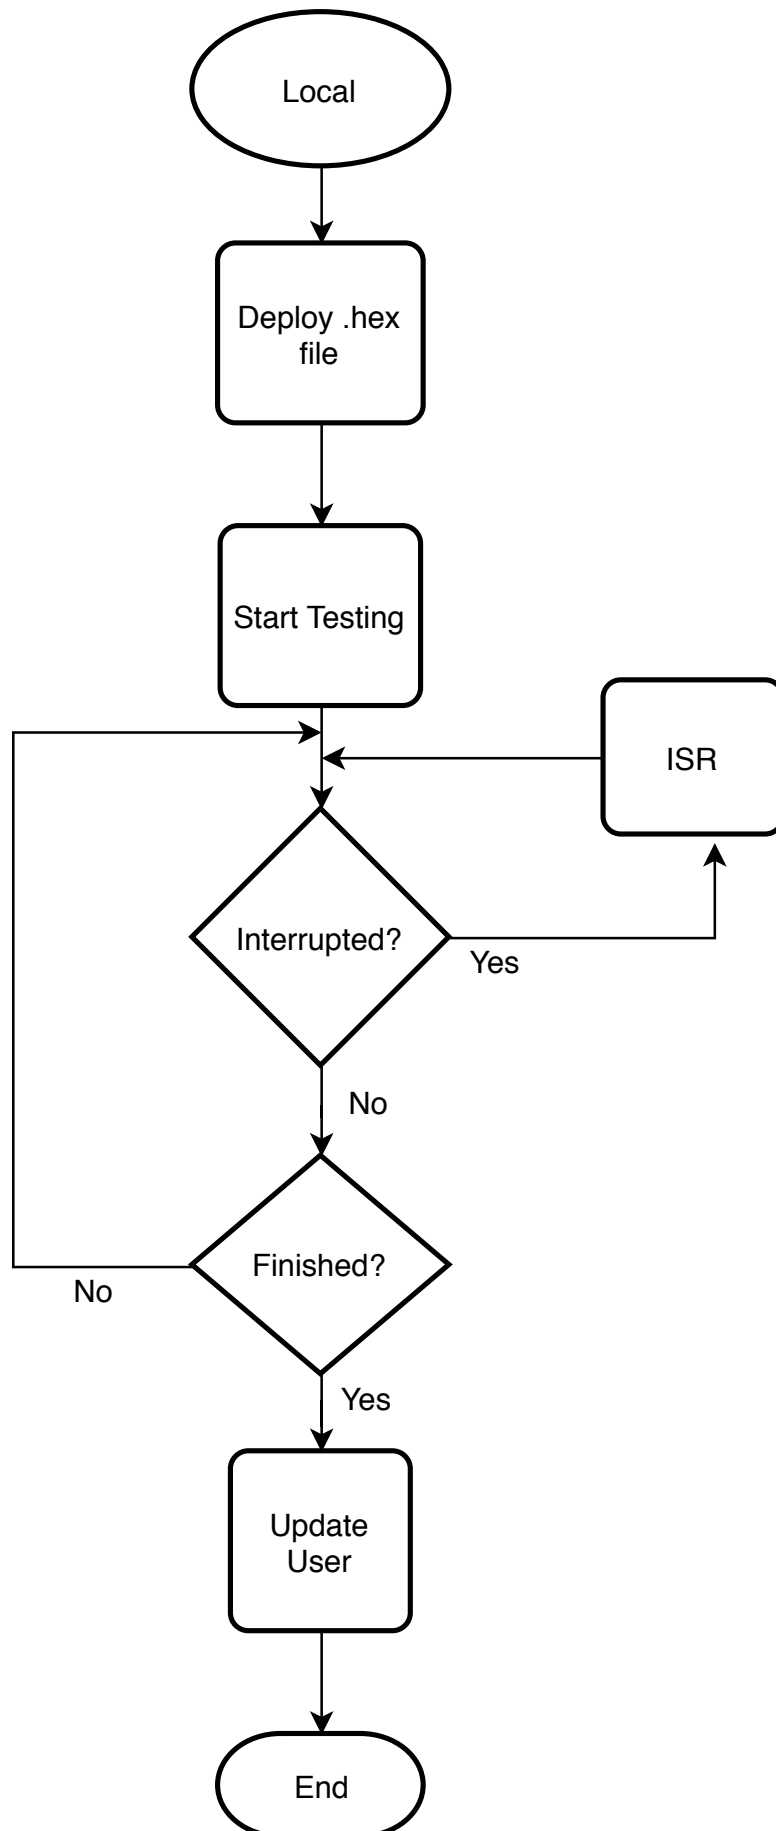 Local
Deploy .hex
file
Start Testing
ISR
Interrupted?
Yes
No
Finished?
No
Yes
Update
User
End